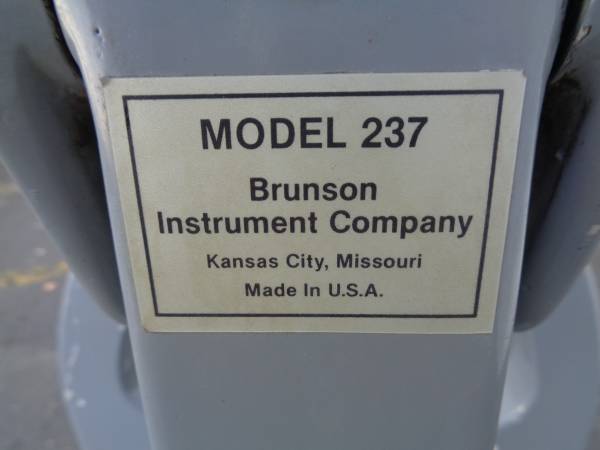 MODEL 237
Brunson
Instrument Company
Kansas City, Missouri
Made In U.S.A.